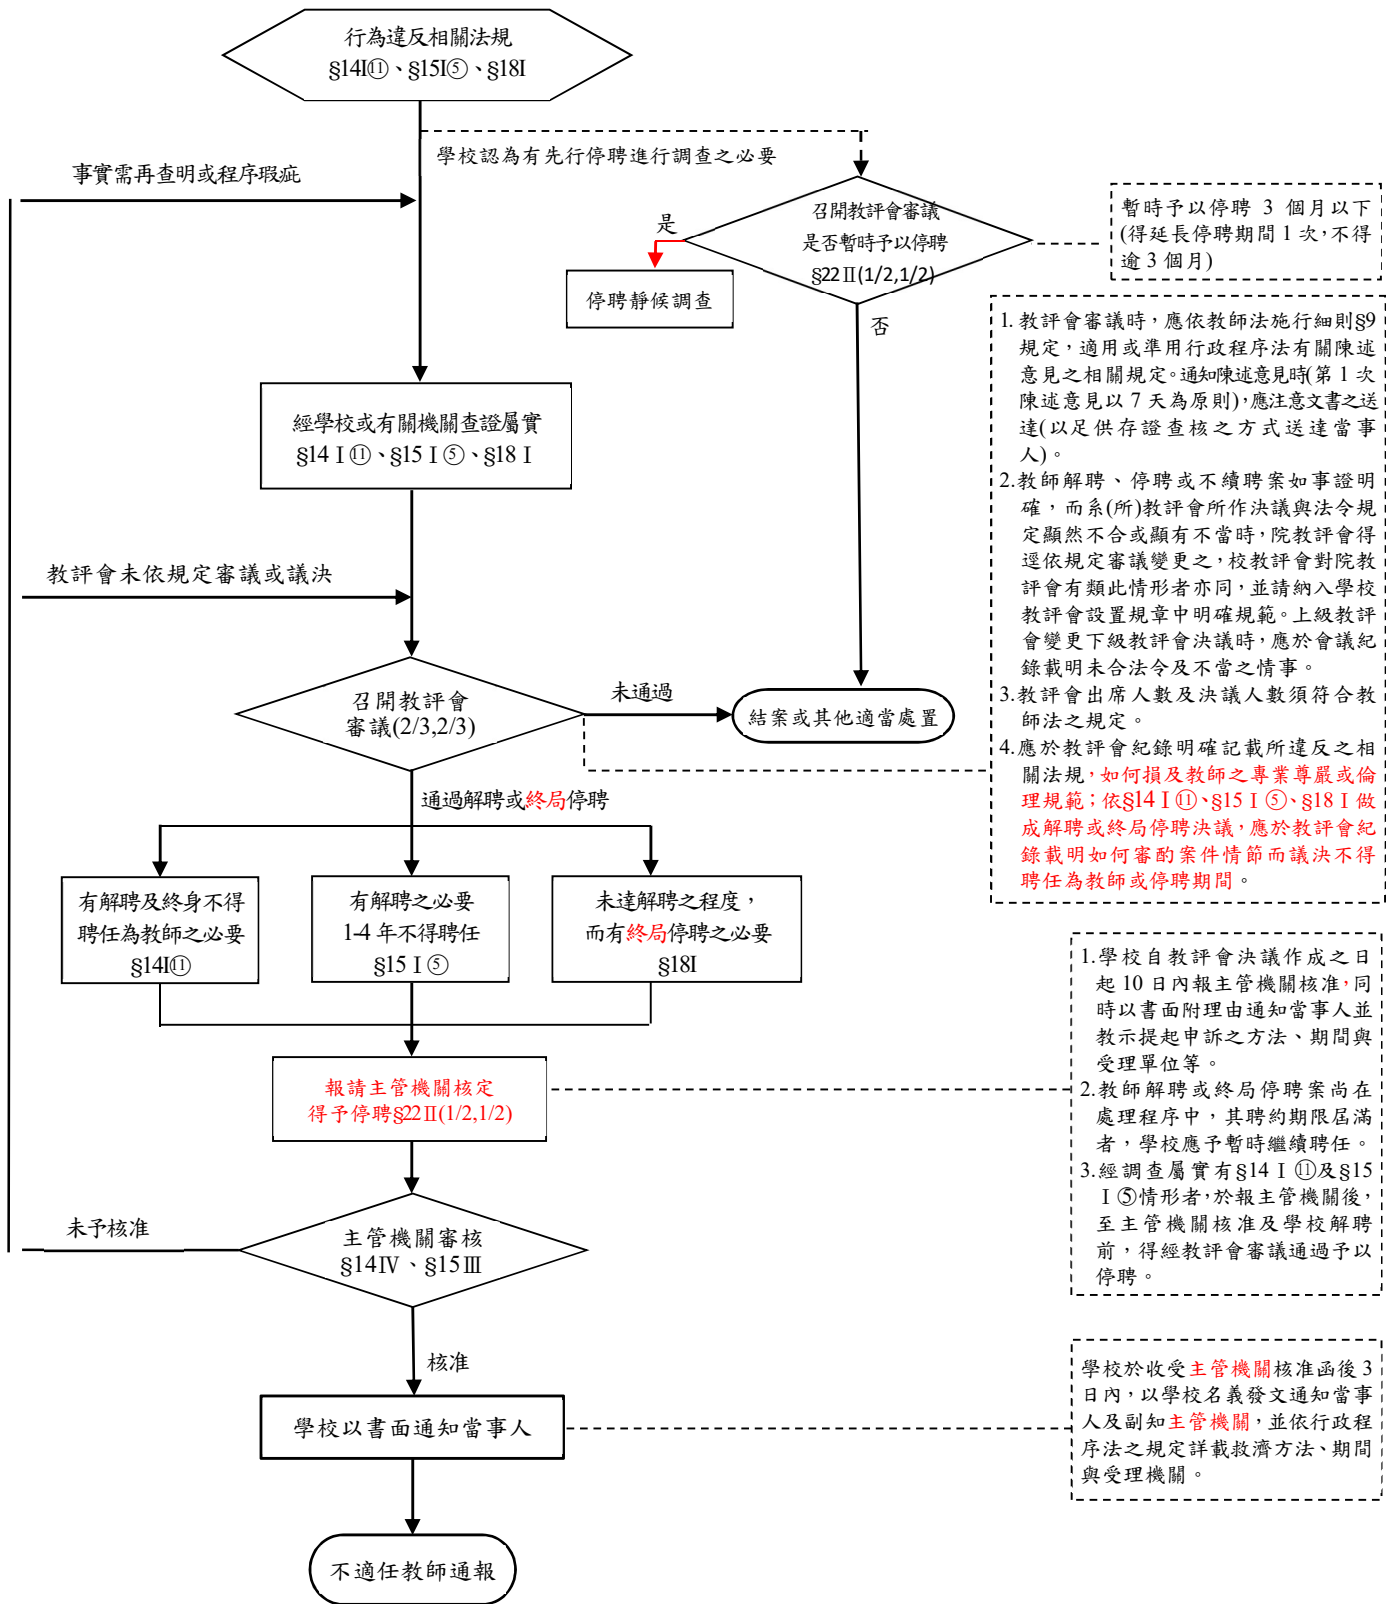 行為違反相關法規
§14I⑪、§15I⑤、§18I
學校認為有先行停聘進行調查之必要
事實需再查明或程序瑕疵
召開教評會審議
是否暫時予以停聘
§22Ⅱ(1/2,1/2)
是
停聘靜候調查
否
暫時予以停聘 3 個月以下
(得延長停聘期間 1 次,不得
逾 3 個月)
經學校或有關機關查證屬實
§14 I ⑪、§15 I ⑤、§18 I
教評會未依規定審議或議決
召開教評會
審議(2/3,2/3)
未通過
結案或其他適當處置
1. 教評會審議時，應依教師法施行細則§9
規定，適用或準用行政程序法有關陳述
意見之相關規定。通知陳述意見時(第 1 次
陳述意見以 7 天為原則),應注意文書之送
達(以足供存證查核之方式送達當事
人)。
2.教師解聘、停聘或不續聘案如事證明
確，而系(所)教評會所作決議與法令規
定顯然不合或顯有不當時，院教評會得
逕依規定審議變更之，校教評會對院教
評會有類此情形者亦同，並請納入學校
教評會設置規章中明確規範。上級教評
會變更下級教評會決議時，應於會議紀
錄載明未合法令及不當之情事。
3.教評會出席人數及決議人數須符合教
師法之規定。
4.應於教評會紀錄明確記載所違反之相
關法規，如何損及教師之專業尊嚴或倫
理規範；依§14 I ⑪、§15 I ⑤、§18 I 做
成解聘或終局停聘決議，應於教評會紀
錄載明如何審酌案件情節而議決不得
聘任為教師或停聘期間。
通過解聘或終局停聘
有解聘及終身不得
聘任為教師之必要
§14I⑪
有解聘之必要
1-4 年不得聘任
§15 I ⑤
未達解聘之程度，
而有終局停聘之必要
§18I
報請主管機關核定
得予停聘§22Ⅱ(1/2,1/2)
1.學校自教評會決議作成之日
起 10 日內報主管機關核准，同
時以書面附理由通知當事人並
教示提起申訴之方法、期間與
受理單位等。
2.教師解聘或終局停聘案尚在
處理程序中，其聘約期限屆滿
者，學校應予暫時繼續聘任。
3.經調查屬實有§14 I ⑪及§15
I ⑤情形者，於報主管機關後，
至主管機關核准及學校解聘
前，得經教評會審議通過予以
停聘。
未予核准
主管機關審核
§14IV、§15Ⅲ
核准
學校以書面通知當事人
學校於收受主管機關核准函後 3
日內，以學校名義發文通知當事
人及副知主管機關，並依行政程
序法之規定詳載救濟方法、期間
與受理機關。
不適任教師通報